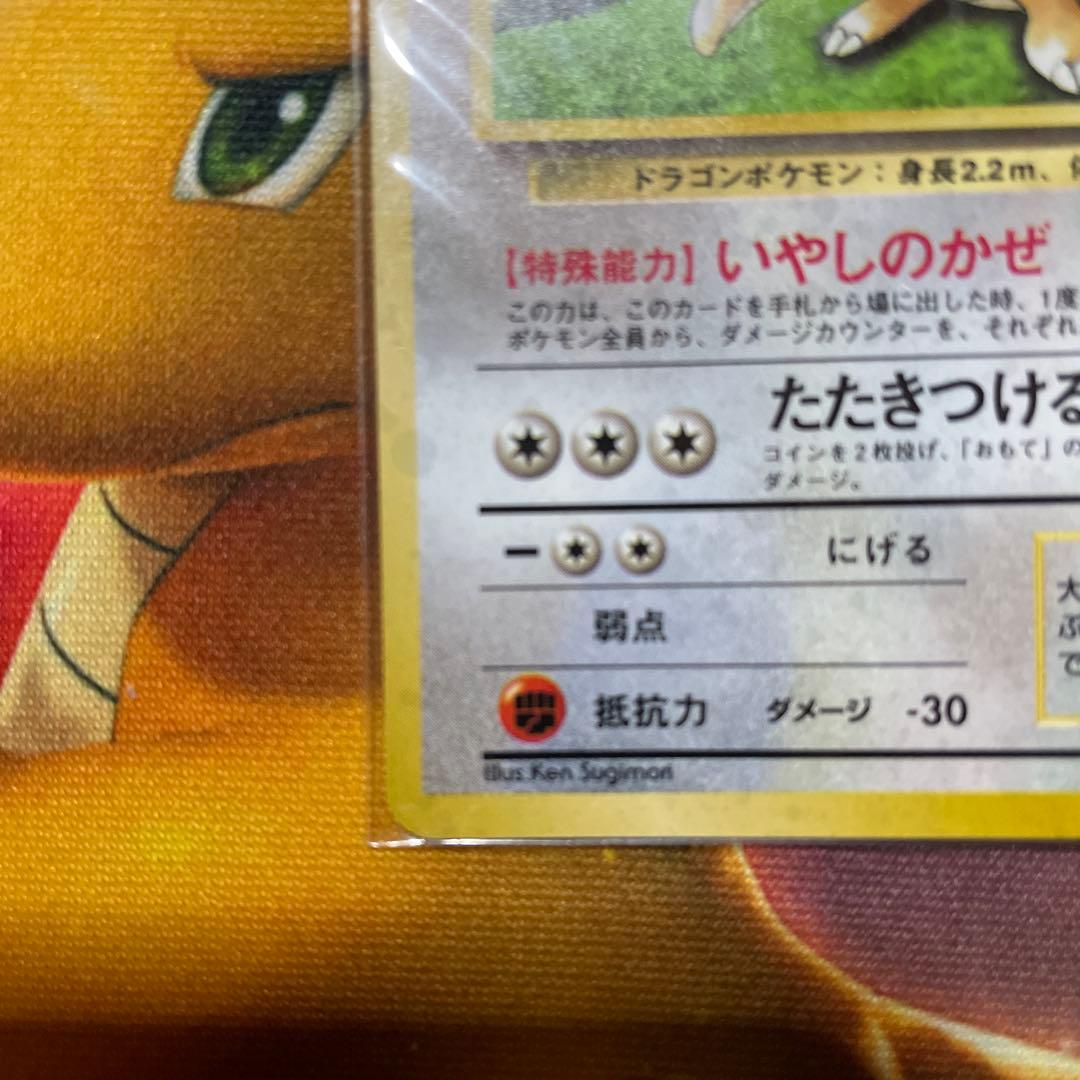 ドラゴンポケモン：身長2.2m、
【特殊能力】いやしのかぜ
この力は、このカードを手札から場に出した時、1度
ポケモン全員から、ダメージカウンターを、それぞれ
たたきつける
コインを2枚投げ、「おもて」の
ダメージ。
にげる
弱点
抵抗力 ダメージ -30
大
ぶ
で
Illus.Ken Sugimori